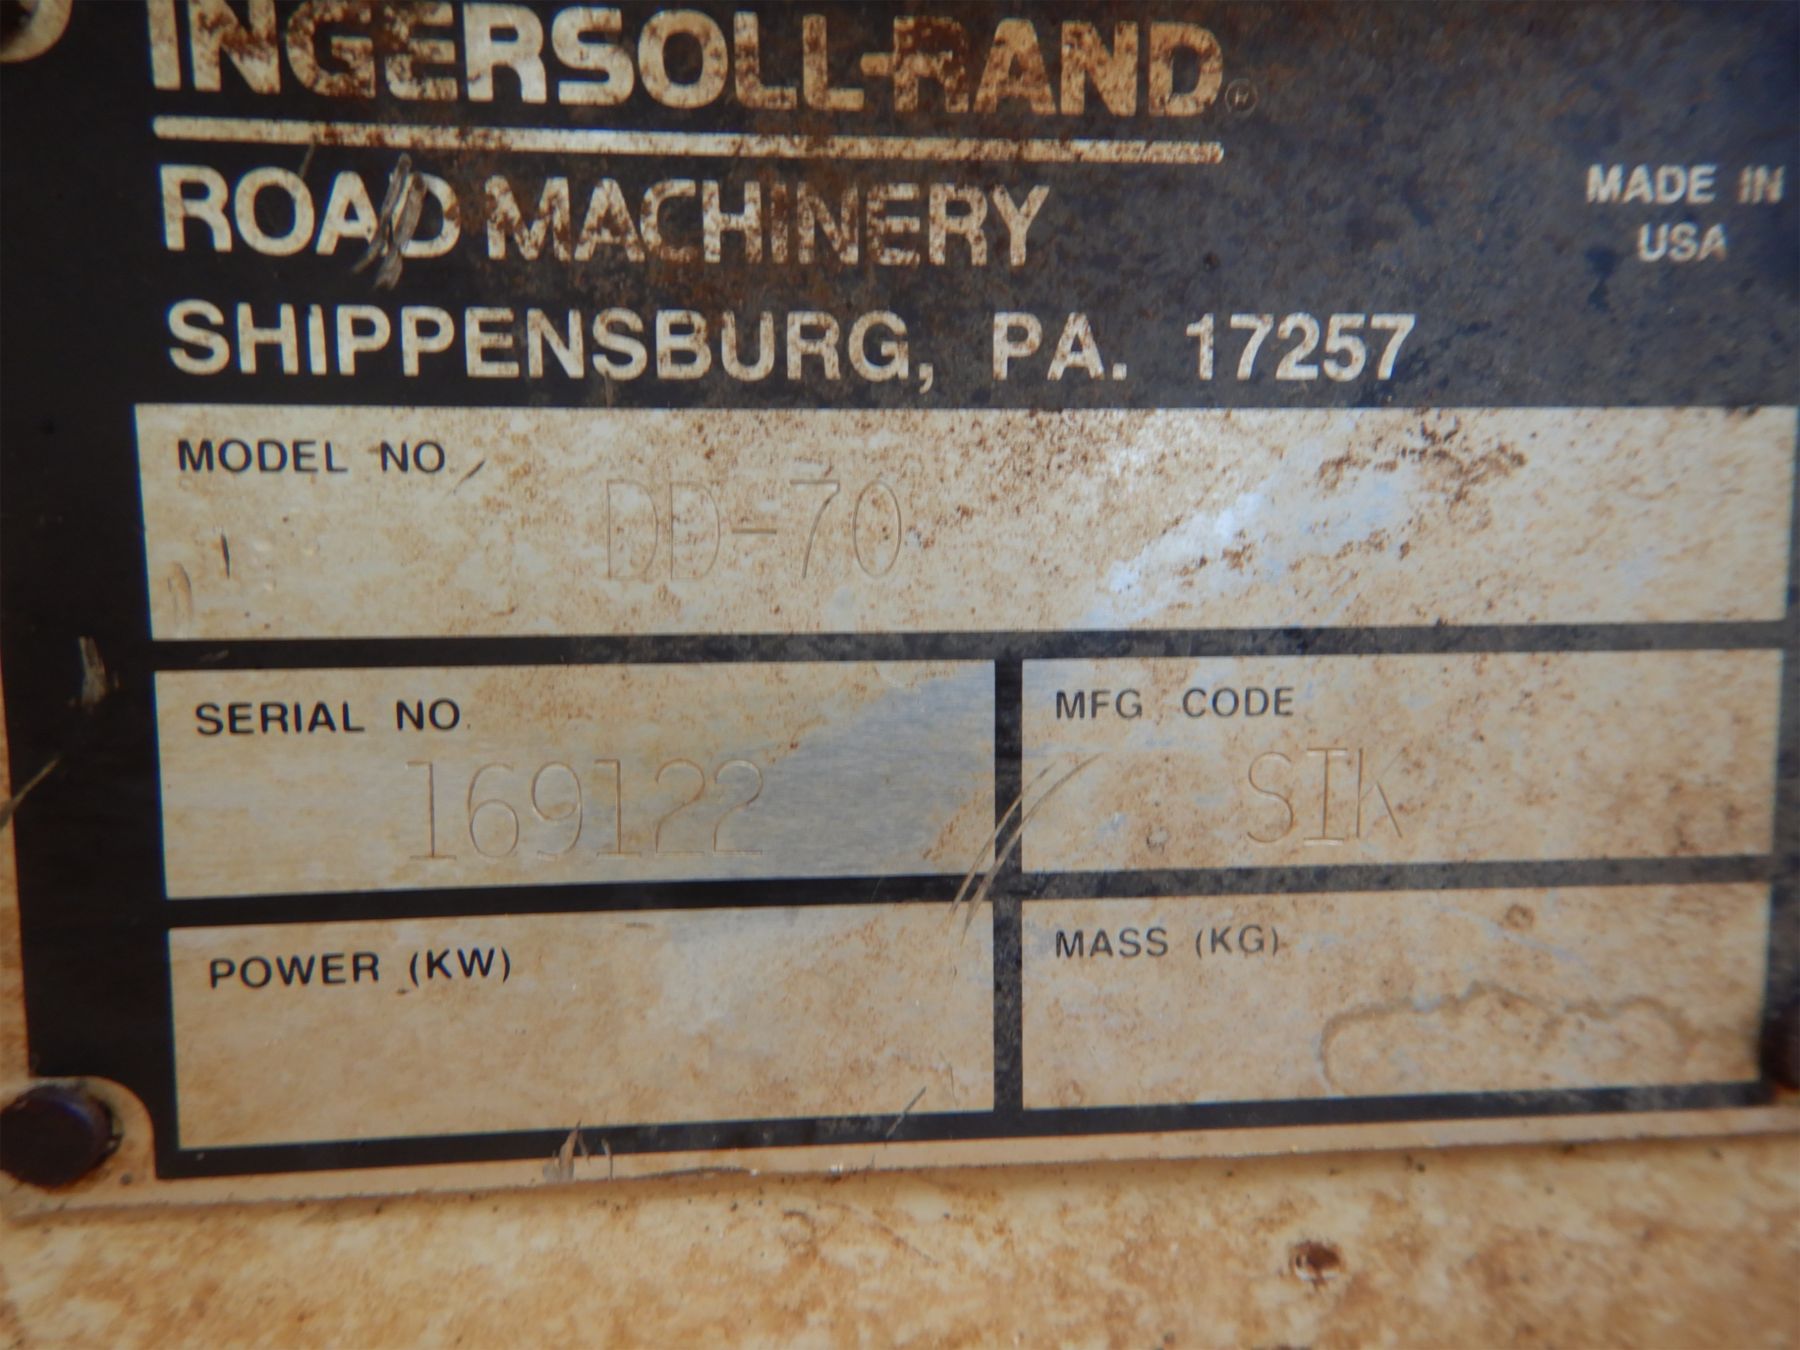 INGERSOLL-RAND®
ROAD MACHINERY
MADE IN
USA
SHIPPENSBURG, PA. 17257
MODEL NO.
DD-70
SERIAL NO.
169122
MFG CODE
SIK
POWER (KW)
MASS (KG)